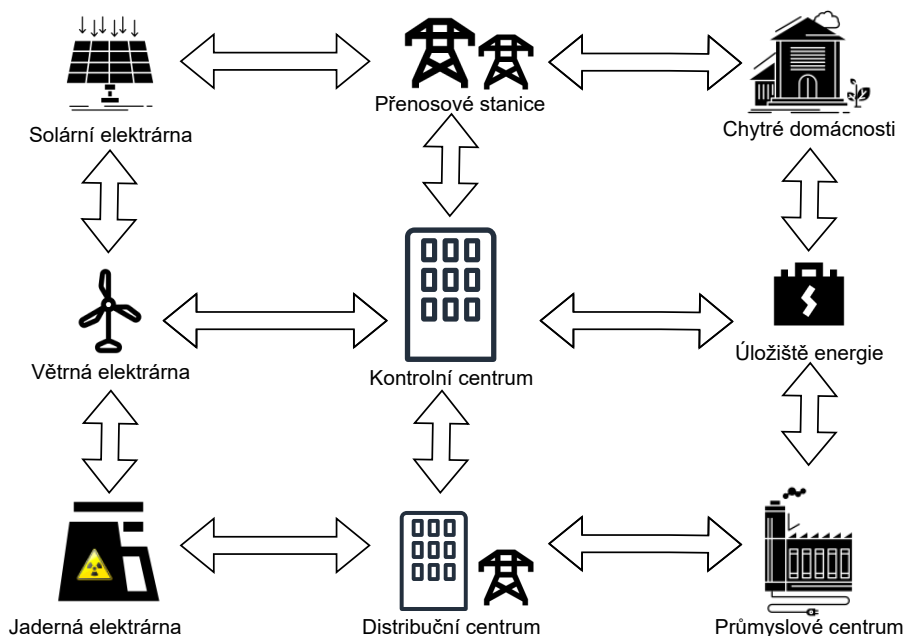 Přenosové stanice
Solární elektrárna
Chytré domácnosti
Větrná elektrárna
Kontrolní centrum
Úložiště energie
Jaderná elektrárna
Distribuční centrum
Průmyslové centrum